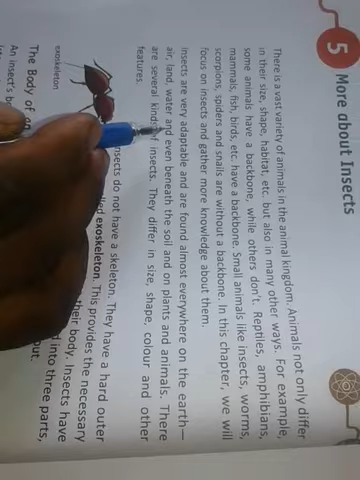 5 More about Insects
There is a vast variety of animals in the animal kingdom. Animals not only differ
in their size, shape, habitat, etc. but also in many other ways. For example,
some animals have a backbone, while others don't. Reptiles, amphibians,
mammals, fish, birds, etc. have a backbone. Small animals like insects, worms,
scorpions, spiders and snails are without a backbone. In this chapter, we will
focus on insects and gather more knowledge about them.
Insects are very adaptable and are found almost everywhere on the earth—
air, land, water and even beneath the soil and on plants and animals. There
are several kinds of insects. They differ in size, shape, colour and other
features.
exoskeleton
nsects do not have a skeleton. They have a hard outer
lled exoskeleton. This provides the necessary
their body. Insects have
The Body of an
An insect's b
into three parts,
out.